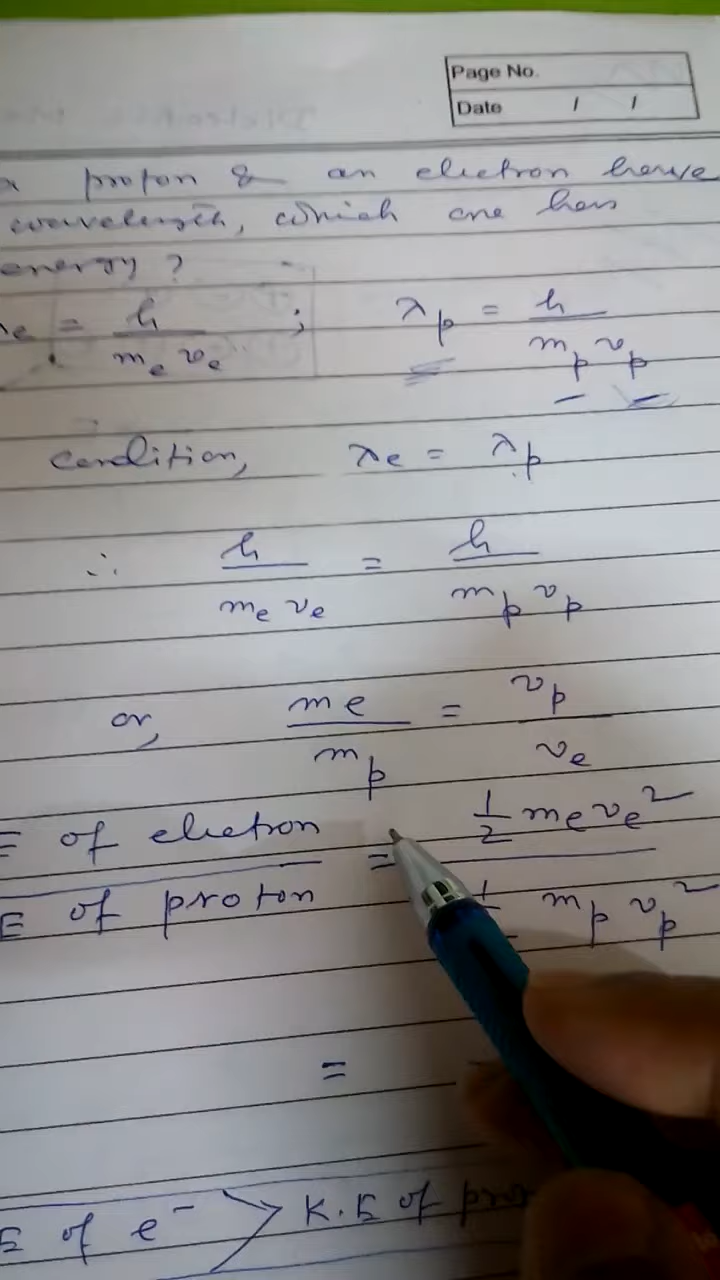 Page No.
Date / /
proton & an electron have
wavelength, which one has
energy?
e = h / me ve ; λp = h / mp vp
condition, λe = λp
∴ h / me ve = h / mp vp
or, me / mp = vp / ve
E of electron / E of proton = 1/2 me ve² / mp vp²
=
E of e⁻ > K.E of